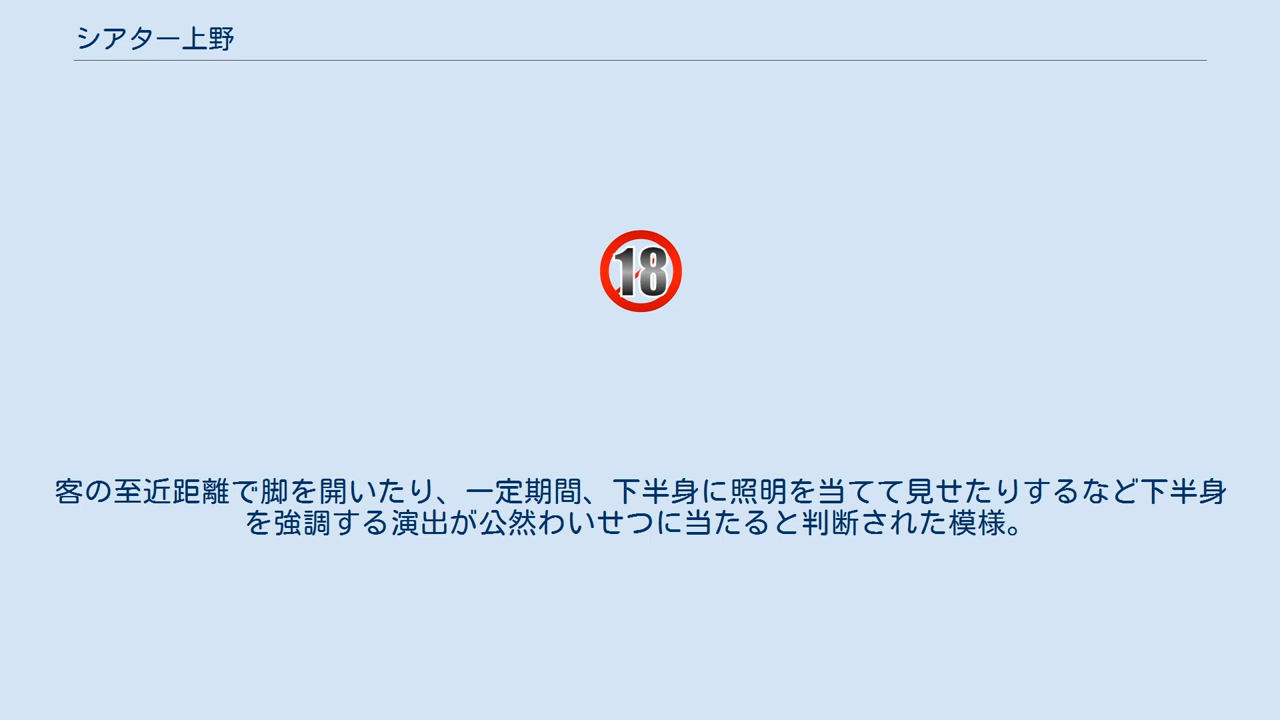 シアター上野
18
客の至近距離で脚を開いたり、一定期間、下半身に照明を当てて見せたりするなど下半身
を強調する演出が公然わいせつに当たると判断された模様。